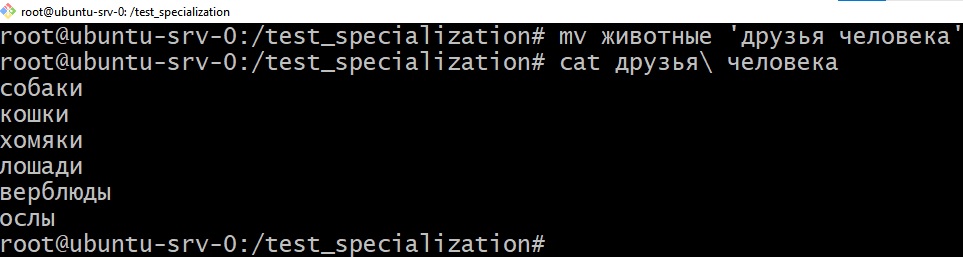 root@ubuntu-srv-0: /test_specialization
root@ubuntu-srv-0:/test_specialization# mv животные 'друзья человека'
root@ubuntu-srv-0:/test_specialization# cat друзья\ человека
собаки
кошки
хомяки
лошади
верблюды
ослы
root@ubuntu-srv-0:/test_specialization#